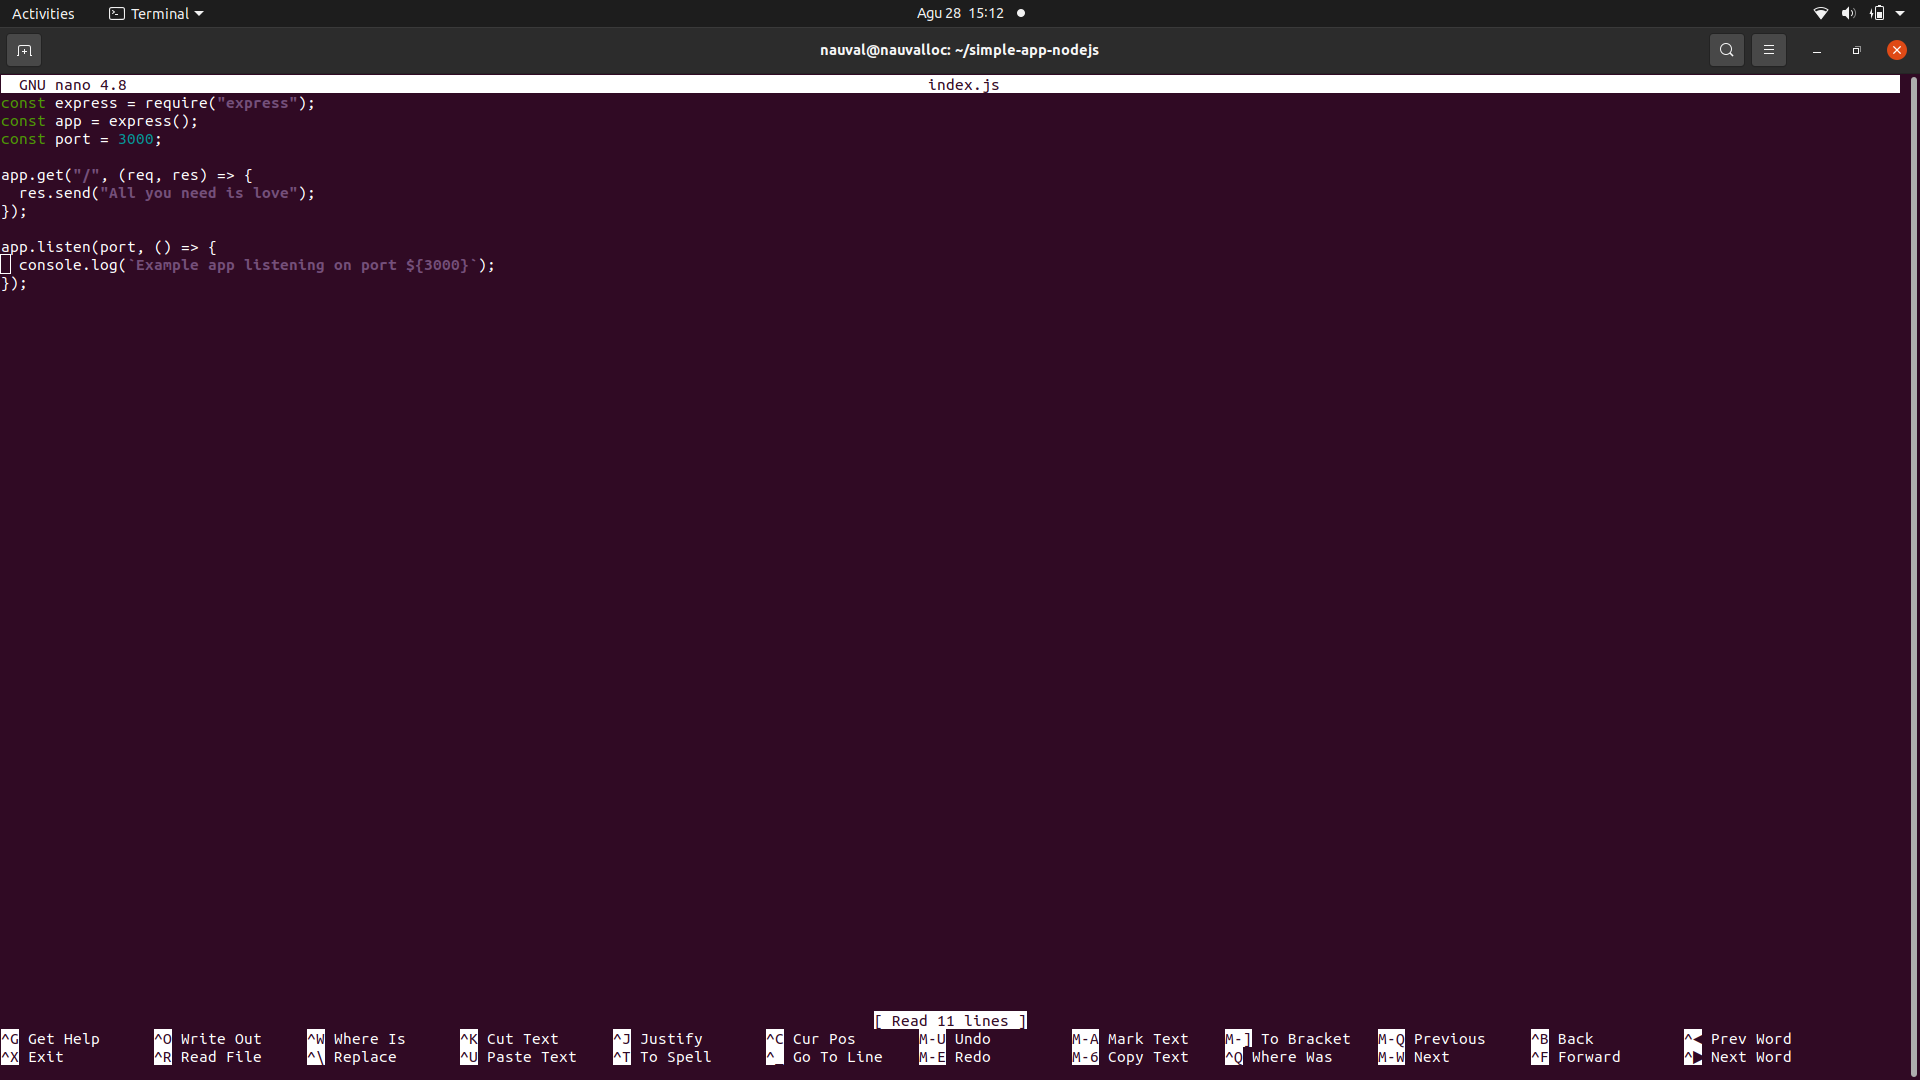 Activities Terminal Agu 28 15:12
nauval@nauvalloc: ~/simple-app-nodejs
GNU nano 4.8 index.js
const express = require("express");
const app = express();
const port = 3000;
app.get("/", (req, res) => {
  res.send("All you need is love");
});
app.listen(port, () => {
  console.log(`Example app listening on port ${3000}`);
});
[ Read 11 lines ]
^G Get Help ^O Write Out ^W Where Is ^K Cut Text ^J Justify ^C Cur Pos M-U Undo M-A Mark Text M-] To Bracket M-Q Previous ^B Back ^◀ Prev Word
^X Exit ^R Read File ^\ Replace ^U Paste Text ^T To Spell ^_ Go To Line M-E Redo M-6 Copy Text ^Q Where Was M-W Next ^F Forward ^▶ Next Word